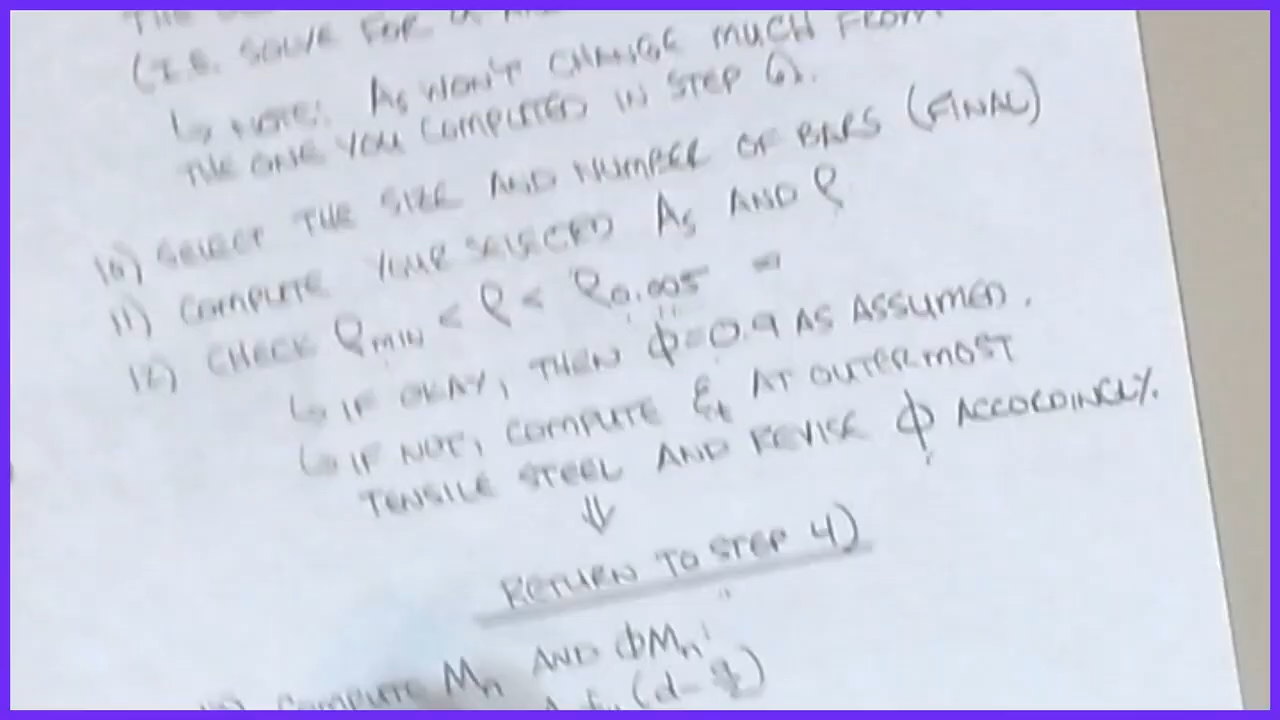 THE
(I.E. SOLVE FOR a
↳ NOTE: As WON'T CHANGE MUCH FROM
THE ONE YOU COMPUTED IN STEP 6).
10) SELECT THE SIZE AND NUMBER OF BARS (FINAL)
11) COMPUTE YOUR SELECTED As AND ρ
12) CHECK ρMIN < ρ < ρ0.005 ⇒
↳ IF OKAY, THEN ϕ=0.9 AS ASSUMED.
↳ IF NOT, COMPUTE εt AT OUTERMOST
TENSILE STEEL AND REVISE ϕ ACCORDINGLY.
⇓
RETURN TO STEP 4)
COMPUTE Mn AND ϕMn
(d-